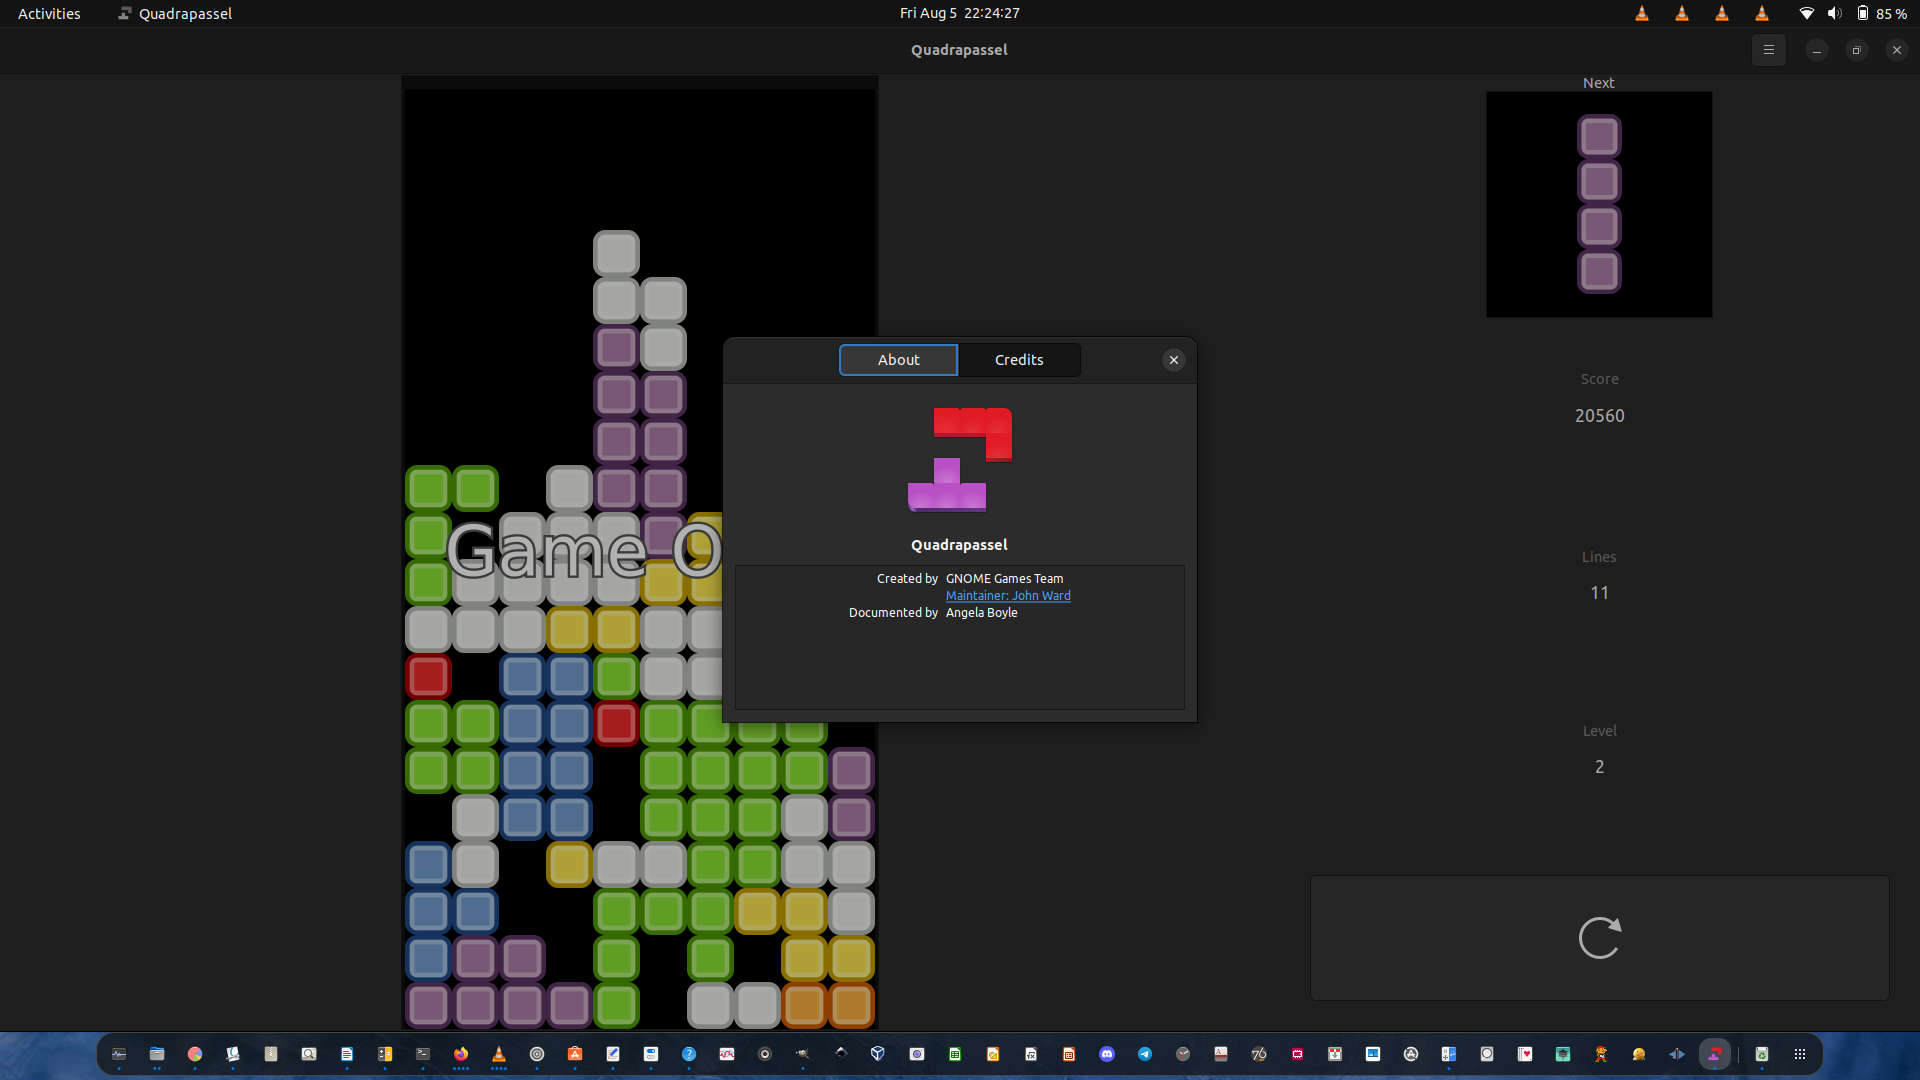 Activities
Quadrapassel
Fri Aug 5 22:24:27
85 %
Quadrapassel
Next
About
Credits
Score
20560
Quadrapassel
Game O
Created by GNOME Games Team
Maintainer: John Ward
Documented by Angela Boyle
Lines
11
Level
2